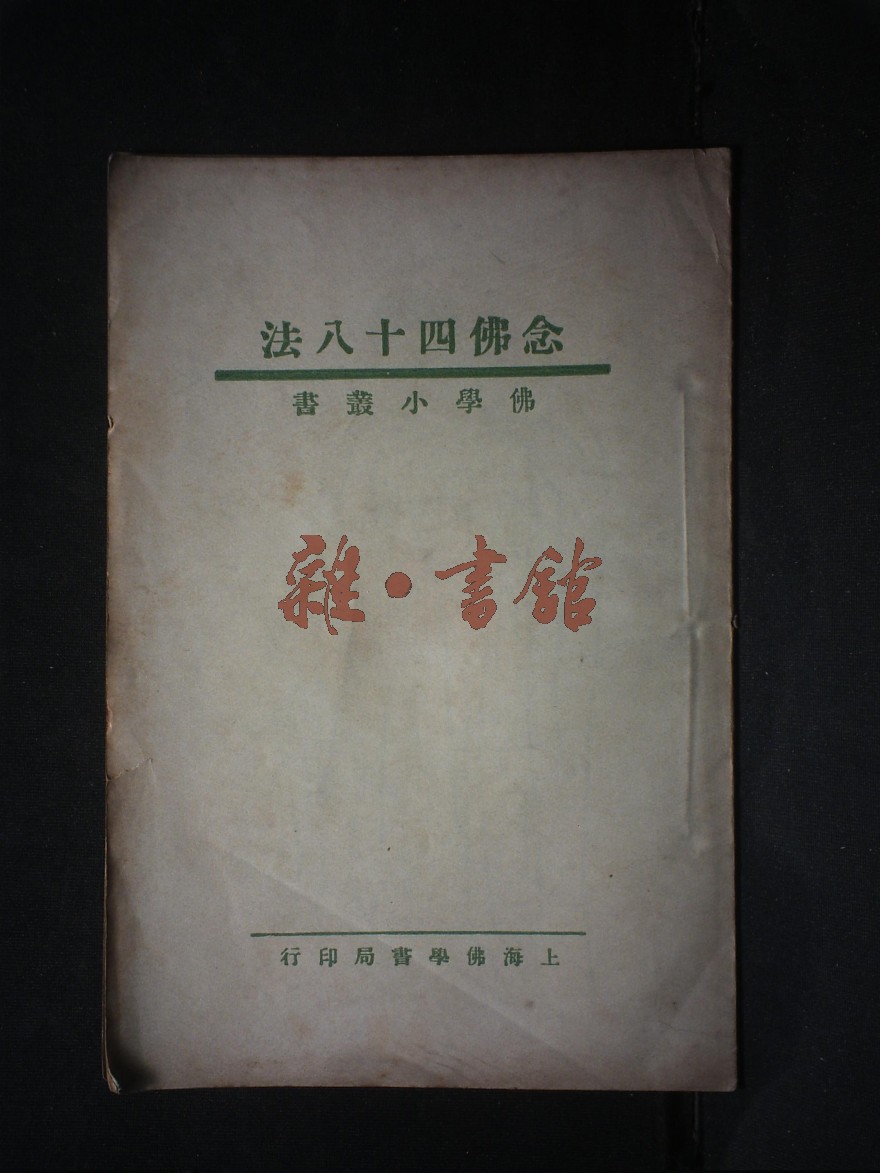 念佛四十八法
佛學小叢書
雜·書館
上海佛學書局印行